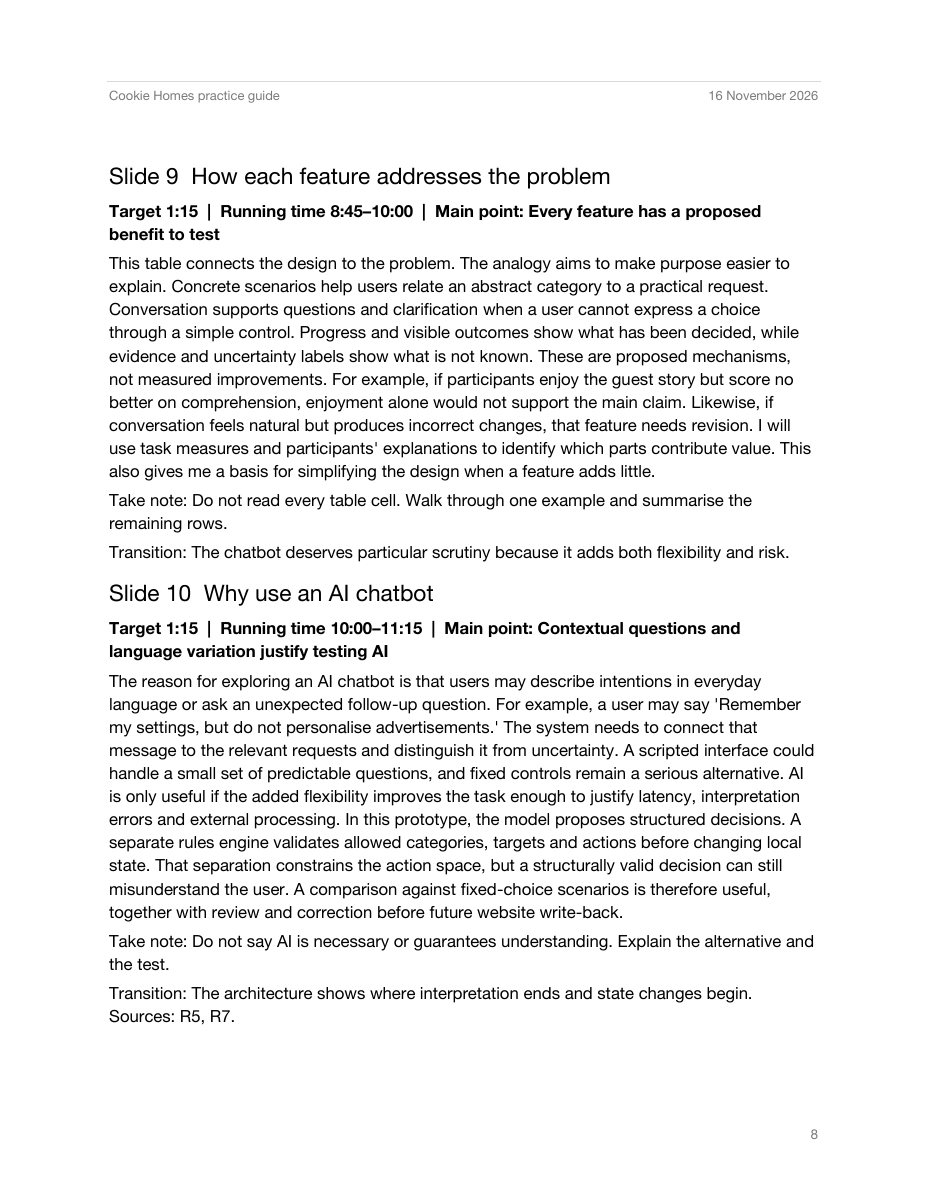 Cookie Homes practice guide
16 November 2026
Slide 9  How each feature addresses the problem
Target 1:15  |  Running time 8:45–10:00  |  Main point: Every feature has a proposed
benefit to test
This table connects the design to the problem. The analogy aims to make purpose easier to
explain. Concrete scenarios help users relate an abstract category to a practical request.
Conversation supports questions and clarification when a user cannot express a choice
through a simple control. Progress and visible outcomes show what has been decided, while
evidence and uncertainty labels show what is not known. These are proposed mechanisms,
not measured improvements. For example, if participants enjoy the guest story but score no
better on comprehension, enjoyment alone would not support the main claim. Likewise, if
conversation feels natural but produces incorrect changes, that feature needs revision. I will
use task measures and participants' explanations to identify which parts contribute value. This
also gives me a basis for simplifying the design when a feature adds little.
Take note: Do not read every table cell. Walk through one example and summarise the
remaining rows.
Transition: The chatbot deserves particular scrutiny because it adds both flexibility and risk.
Slide 10  Why use an AI chatbot
Target 1:15  |  Running time 10:00–11:15  |  Main point: Contextual questions and
language variation justify testing AI
The reason for exploring an AI chatbot is that users may describe intentions in everyday
language or ask an unexpected follow-up question. For example, a user may say 'Remember
my settings, but do not personalise advertisements.' The system needs to connect that
message to the relevant requests and distinguish it from uncertainty. A scripted interface could
handle a small set of predictable questions, and fixed controls remain a serious alternative. AI
is only useful if the added flexibility improves the task enough to justify latency, interpretation
errors and external processing. In this prototype, the model proposes structured decisions. A
separate rules engine validates allowed categories, targets and actions before changing local
state. That separation constrains the action space, but a structurally valid decision can still
misunderstand the user. A comparison against fixed-choice scenarios is therefore useful,
together with review and correction before future website write-back.
Take note: Do not say AI is necessary or guarantees understanding. Explain the alternative and
the test.
Transition: The architecture shows where interpretation ends and state changes begin.
Sources: R5, R7.
8